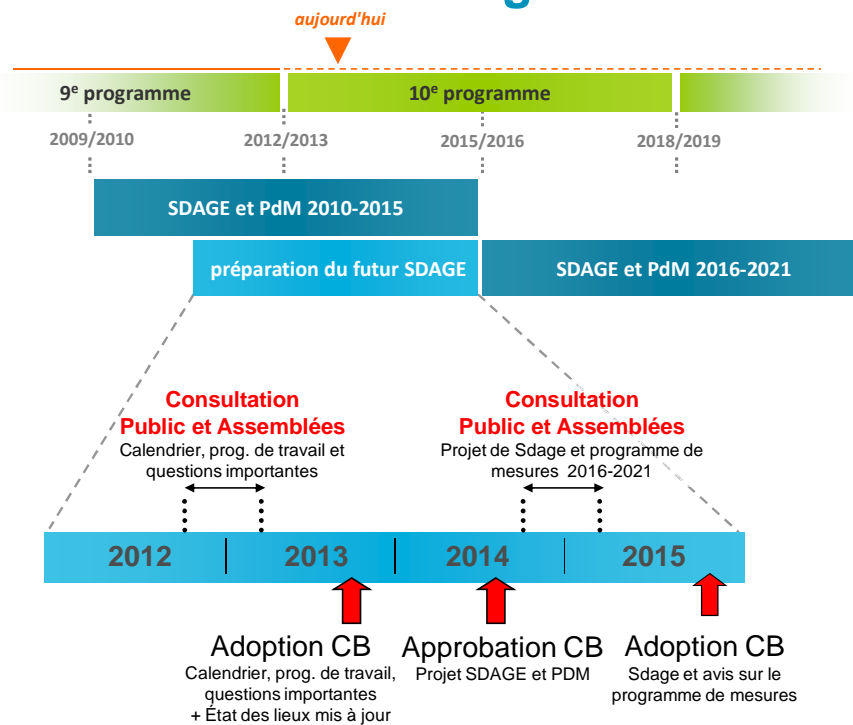 aujourd'hui
9e programme
10e programme
2009/2010
2012/2013
2015/2016
2018/2019
SDAGE et PdM 2010-2015
préparation du futur SDAGE
SDAGE et PdM 2016-2021
Consultation
Public et Assemblées
Calendrier, prog. de travail et
questions importantes
Consultation
Public et Assemblées
Projet de Sdage et programme de
mesures 2016-2021
2012
2013
2014
2015
Adoption CB
Calendrier, prog. de travail,
questions importantes
+ État des lieux mis à jour
Approbation CB
Projet SDAGE et PDM
Adoption CB
Sdage et avis sur le
programme de mesures